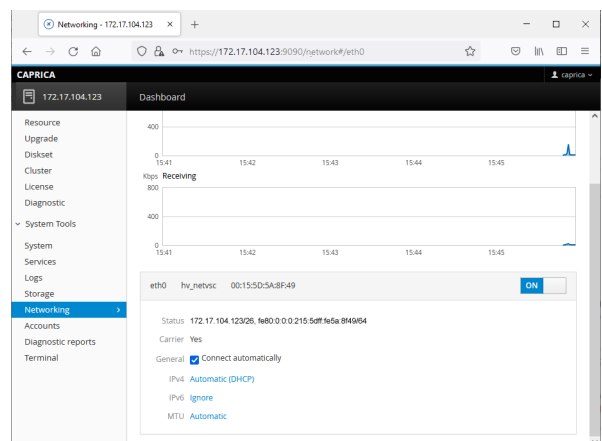 Networking - 172.17.104.123
https://172.17.104.123:9090/network#/eth0
CAPRICA
caprica
172.17.104.123
Dashboard
Resource
Upgrade
Diskset
Cluster
License
Diagnostic
System Tools
System
Services
Logs
Storage
Networking
Accounts
Diagnostic reports
Terminal
400
0
15:41 15:42 15:43 15:44 15:45
Kbps Receiving
800
400
0
15:41 15:42 15:43 15:44 15:45
eth0 hv_netvsc 00:15:5D:5A:8F:49 ON
Status 172.17.104.123/26, fe80:0:0:0:215:5dff:fe5a:8f49/64
Carrier Yes
General Connect automatically
IPv4 Automatic (DHCP)
IPv6 Ignore
MTU Automatic